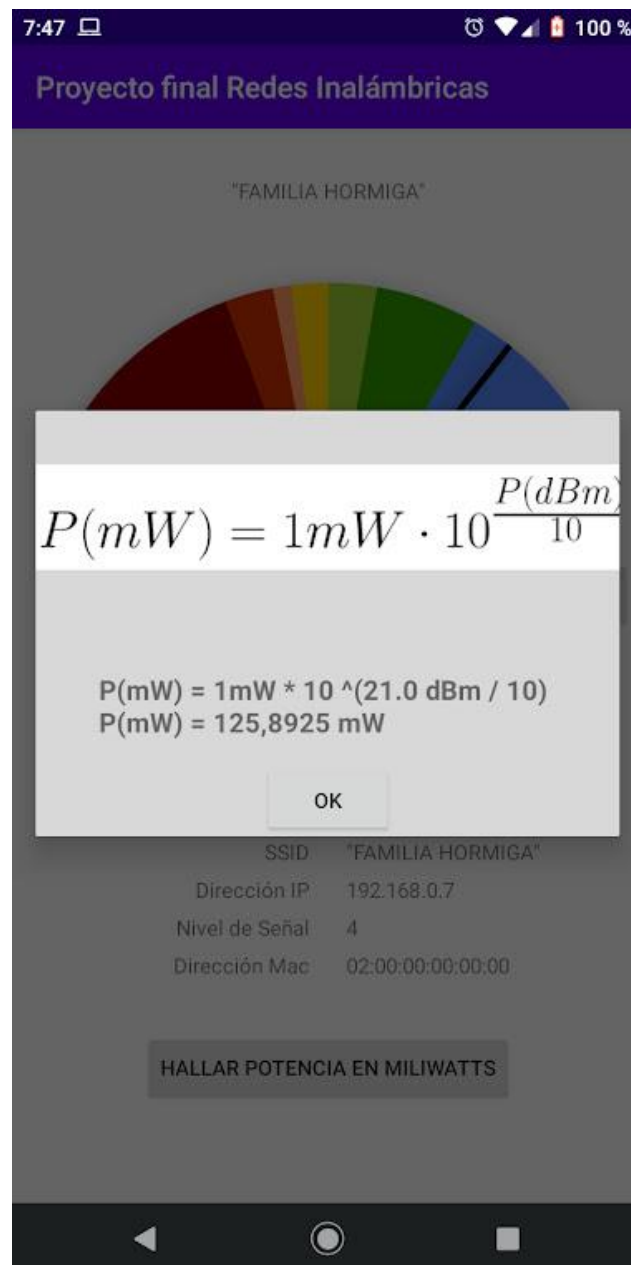 7:47 100 %
Proyecto final Redes Inalámbricas
"FAMILIA HORMIGA"
P(mW) = 1mW · 10^{\frac{P(dBm)}{10}}
P(mW) = 1mW * 10 ^(21.0 dBm / 10)
P(mW) = 125,8925 mW
OK
SSID "FAMILIA HORMIGA"
Dirección IP 192.168.0.7
Nivel de Señal 4
Dirección Mac 02:00:00:00:00:00
HALLAR POTENCIA EN MILIWATTS